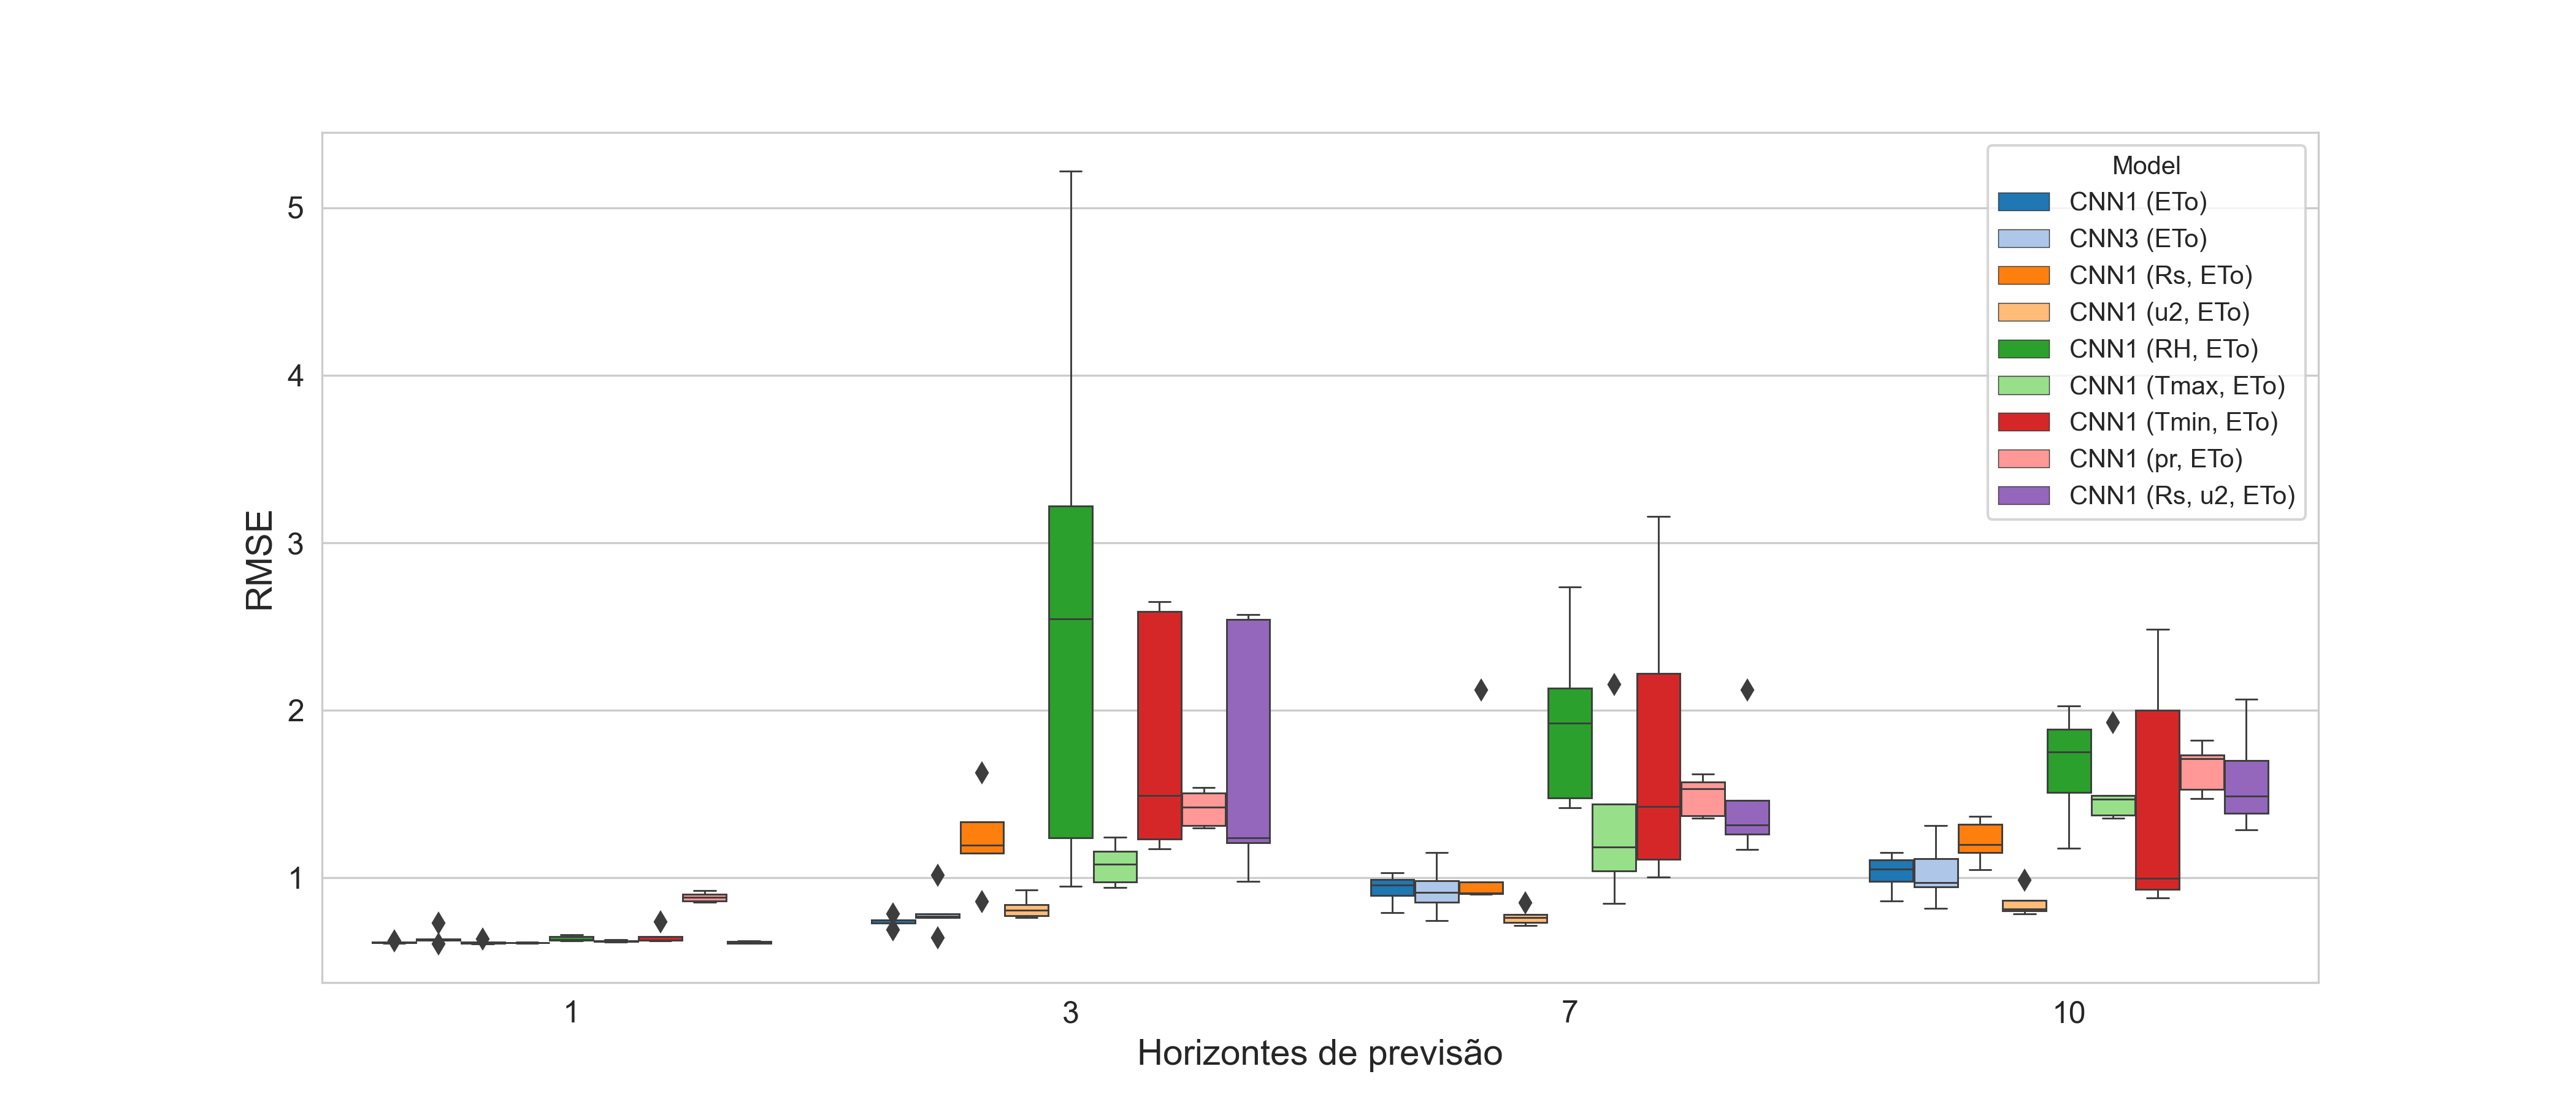 Model
CNN1 (ETo)
CNN3 (ETo)
CNN1 (Rs, ETo)
CNN1 (u2, ETo)
CNN1 (RH, ETo)
CNN1 (Tmax, ETo)
CNN1 (Tmin, ETo)
CNN1 (pr, ETo)
CNN1 (Rs, u2, ETo)
RMSE
5
4
3
2
1
1 3 7 10
Horizontes de previsão